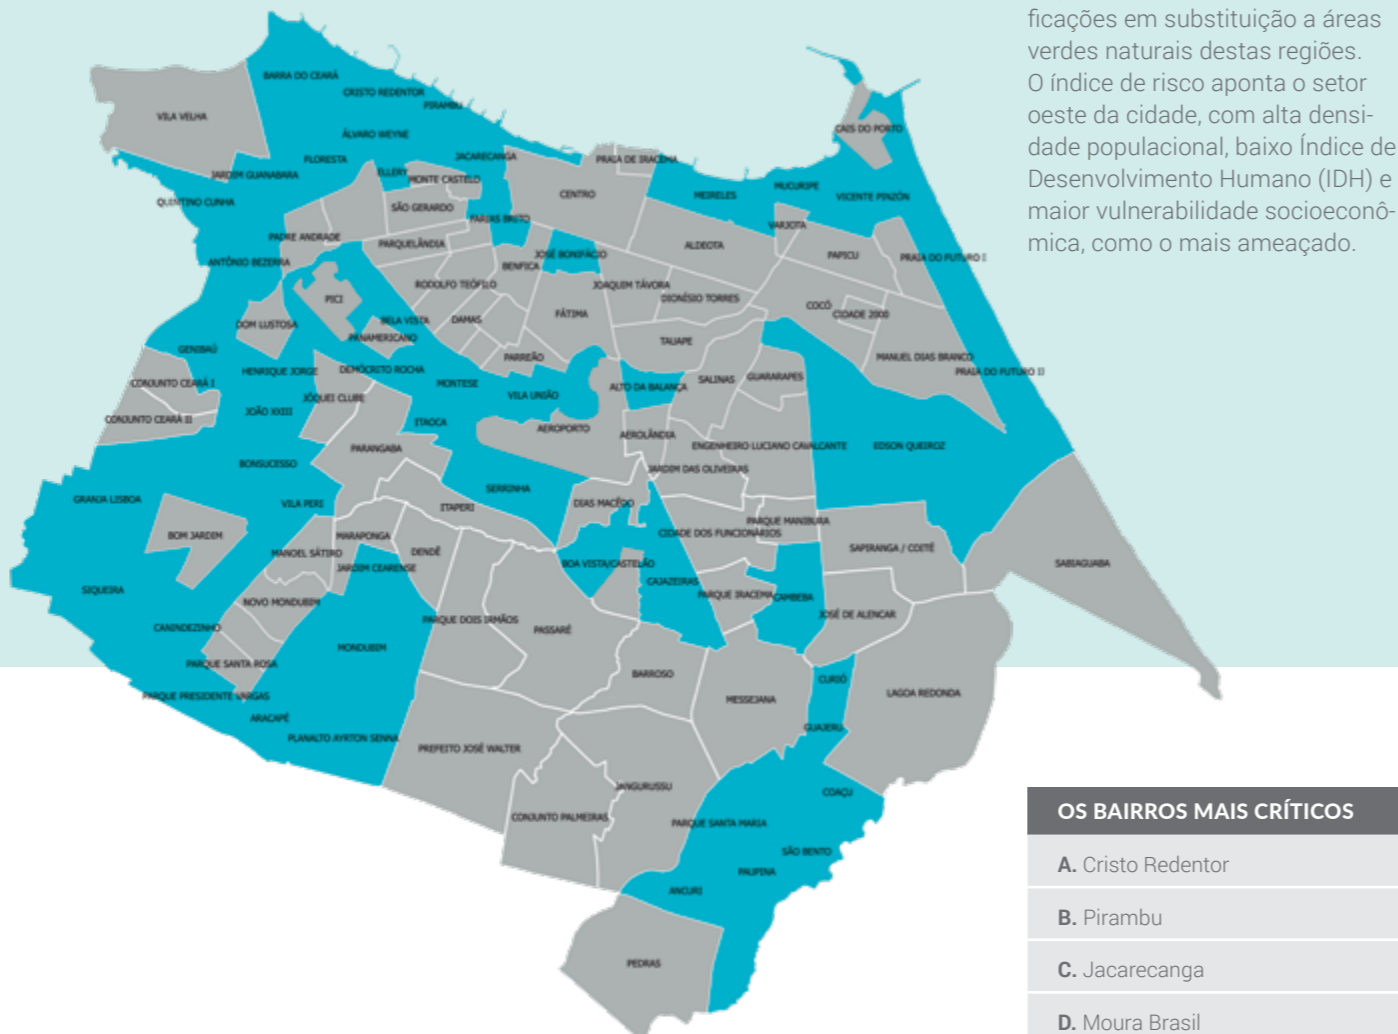 ficações em substituição a áreas
verdes naturais destas regiões.
O índice de risco aponta o setor
oeste da cidade, com alta densi-
dade populacional, baixo Índice de
Desenvolvimento Humano (IDH) e
maior vulnerabilidade socioeconô-
mica, como o mais ameaçado.
BARRA DO CEARÁ
CRISTO REDENTOR
PIRAMBU
VILA VELHA
CAIS DO PORTO
ÁLVARO WEYNE
JACARECANGA
FLORESTA
PRAIA DE IRACEMA
JARDIM GUANABARA
ELLERY
MONTE CASTELO
CENTRO
MEIRELES
MUCURIPE
VICENTE PINZÓN
QUINTINO CUNHA
SÃO GERARDO
FARIAS BRITO
VARJOTA
PADRE ANDRADE
PARQUELÂNDIA
ALDEOTA
JOSÉ BONIFÁCIO
PAPICU
PRAIA DO FUTURO I
ANTÔNIO BEZERRA
BENFICA
RODOLFO TEÓFILO
JOAQUIM TÁVORA
DIONÍSIO TORRES
PICI
COCÓ
CIDADE 2000
DOM LUSTOSA
BELA VISTA
DAMAS
FÁTIMA
PANAMERICANO
TAUAPE
GENIBAÚ
PARREÃO
MANUEL DIAS BRANCO
HENRIQUE JORGE
DEMÓCRITO ROCHA
PRAIA DO FUTURO II
CONJUNTO CEARÁ I
MONTESE
ALTO DA BALANÇA
SALINAS
GUARARAPES
JÓQUEI CLUBE
VILA UNIÃO
JOÃO XXIII
CONJUNTO CEARÁ II
ITAOCA
AEROPORTO
AEROLÂNDIA
PARANGABA
ENGENHEIRO LUCIANO CAVALCANTE
EDSON QUEIROZ
BONSUCESSO
JARDIM DAS OLIVEIRAS
SERRINHA
GRANJA LISBOA
VILA PERI
ITAPERI
DIAS MACÊDO
PARQUE MANIBURA
BOM JARDIM
MARAPONGA
CIDADE DOS FUNCIONÁRIOS
MANOEL SÁTIRO
DENDÊ
SAPIRANGA / COITÉ
JARDIM CEARENSE
BOA VISTA/CASTELÃO
SABIAGUABA
CAJAZEIRAS
SIQUEIRA
PARQUE IRACEMA
CAMBEBA
NOVO MONDUBIM
JOSÉ DE ALENCAR
CANINDEZINHO
PARQUE DOIS IRMÃOS
PASSARÉ
MONDUBIM
PARQUE SANTA ROSA
BARROSO
CURIÓ
PARQUE PRESIDENTE VARGAS
MESSEJANA
LAGOA REDONDA
ARACAPÉ
GUAJERU
PLANALTO AYRTON SENNA
PREFEITO JOSÉ WALTER
JANGURUSSU
COAÇU
CONJUNTO PALMEIRAS
PARQUE SANTA MARIA
SÃO BENTO
PAUPINA
ANCURI
PEDRAS
OS BAIRROS MAIS CRÍTICOS
A. Cristo Redentor
B. Pirambu
C. Jacarecanga
D. Moura Brasil